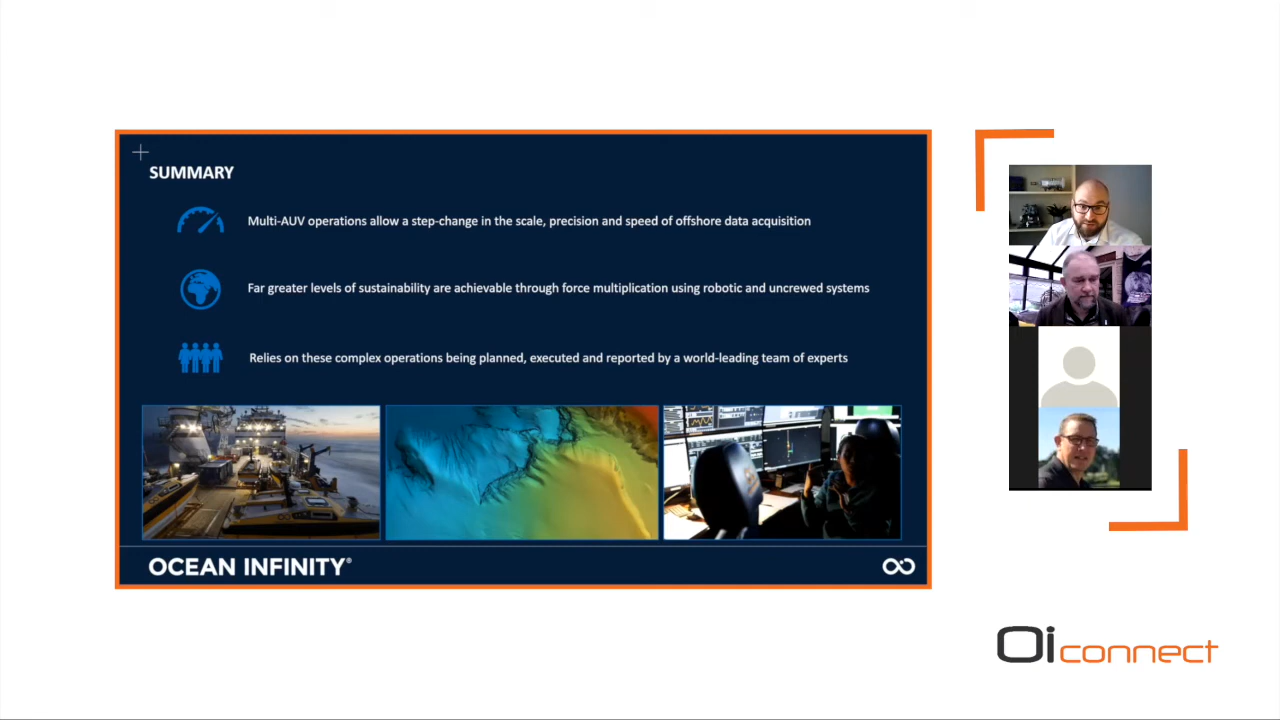 SUMMARY
Multi-AUV operations allow a step-change in the scale, precision and speed of offshore data acquisition
Far greater levels of sustainability are achievable through force multiplication using robotic and uncrewed systems
Relies on these complex operations being planned, executed and reported by a world-leading team of experts
OCEAN INFINITY®
Oi connect